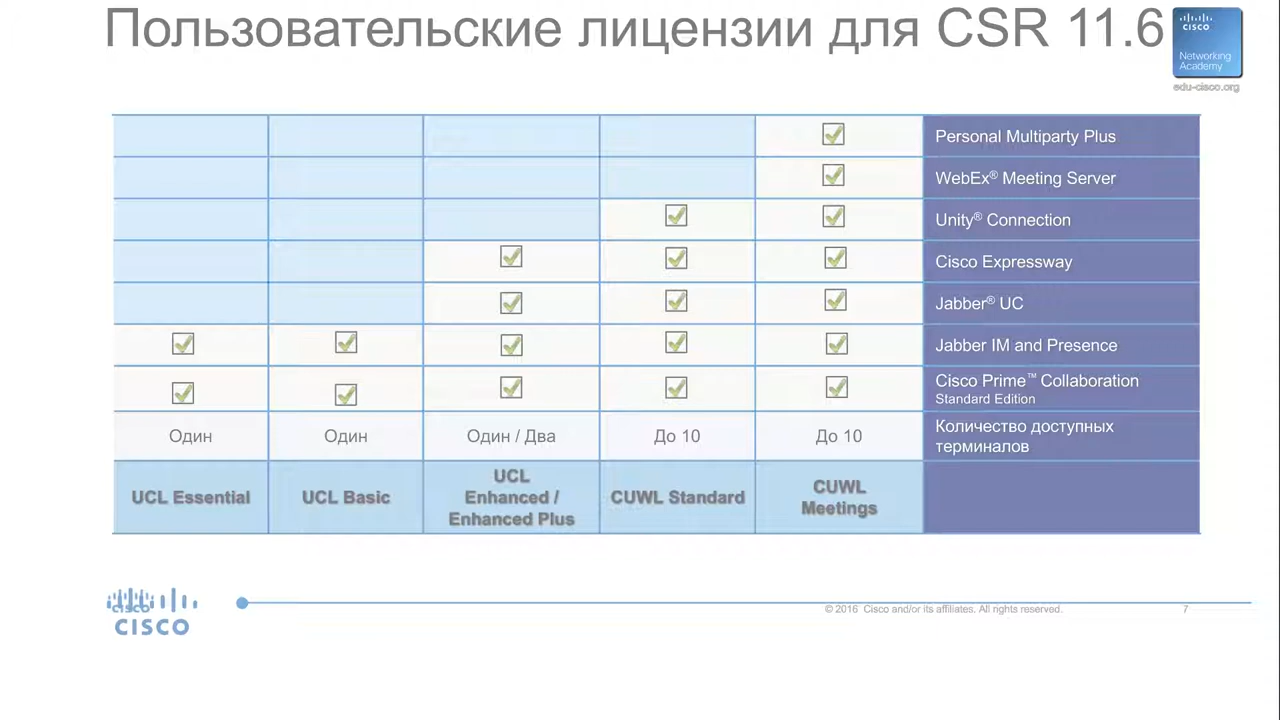 Пользовательские лицензии для CSR 11.6
cisco
Networking
Academy
edu-cisco.org
Personal Multiparty Plus
WebEx® Meeting Server
Unity® Connection
Cisco Expressway
Jabber® UC
Jabber IM and Presence
Cisco Prime™ Collaboration
Standard Edition
Один
Один
Один / Два
До 10
До 10
Количество доступных
терминалов
UCL Essential
UCL Basic
UCL
Enhanced /
Enhanced Plus
CUWL Standard
CUWL
Meetings
cisco
CISCO
© 2016 Cisco and/or its affiliates. All rights reserved.
7